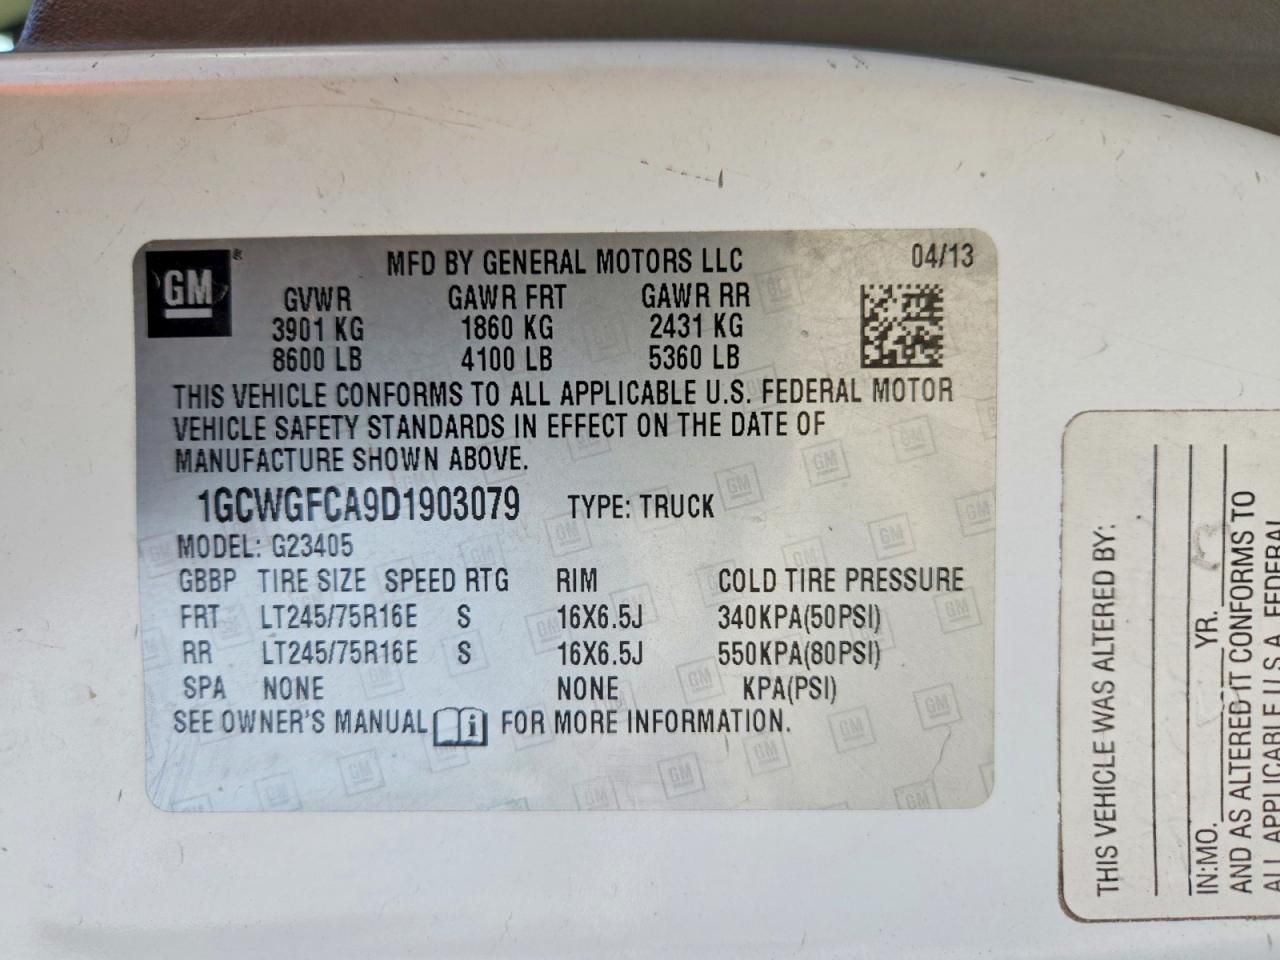 GM
MFD BY GENERAL MOTORS LLC 04/13
GVWR GAWR FRT GAWR RR
3901 KG 1860 KG 2431 KG
8600 LB 4100 LB 5360 LB
THIS VEHICLE CONFORMS TO ALL APPLICABLE U.S. FEDERAL MOTOR
VEHICLE SAFETY STANDARDS IN EFFECT ON THE DATE OF
MANUFACTURE SHOWN ABOVE.
1GCWGFCA9D1903079 TYPE: TRUCK
MODEL: G23405
GBBP TIRE SIZE SPEED RTG RIM COLD TIRE PRESSURE
FRT LT245/75R16E S 16X6.5J 340KPA(50PSI)
RR LT245/75R16E S 16X6.5J 550KPA(80PSI)
SPA NONE NONE KPA(PSI)
SEE OWNER'S MANUAL i FOR MORE INFORMATION.
THIS VEHICLE WAS ALTERED BY:
IN:MO. YR.
AND AS ALTERED IT CONFORMS TO
ALL APPLICABLE U.S.A. FEDERAL